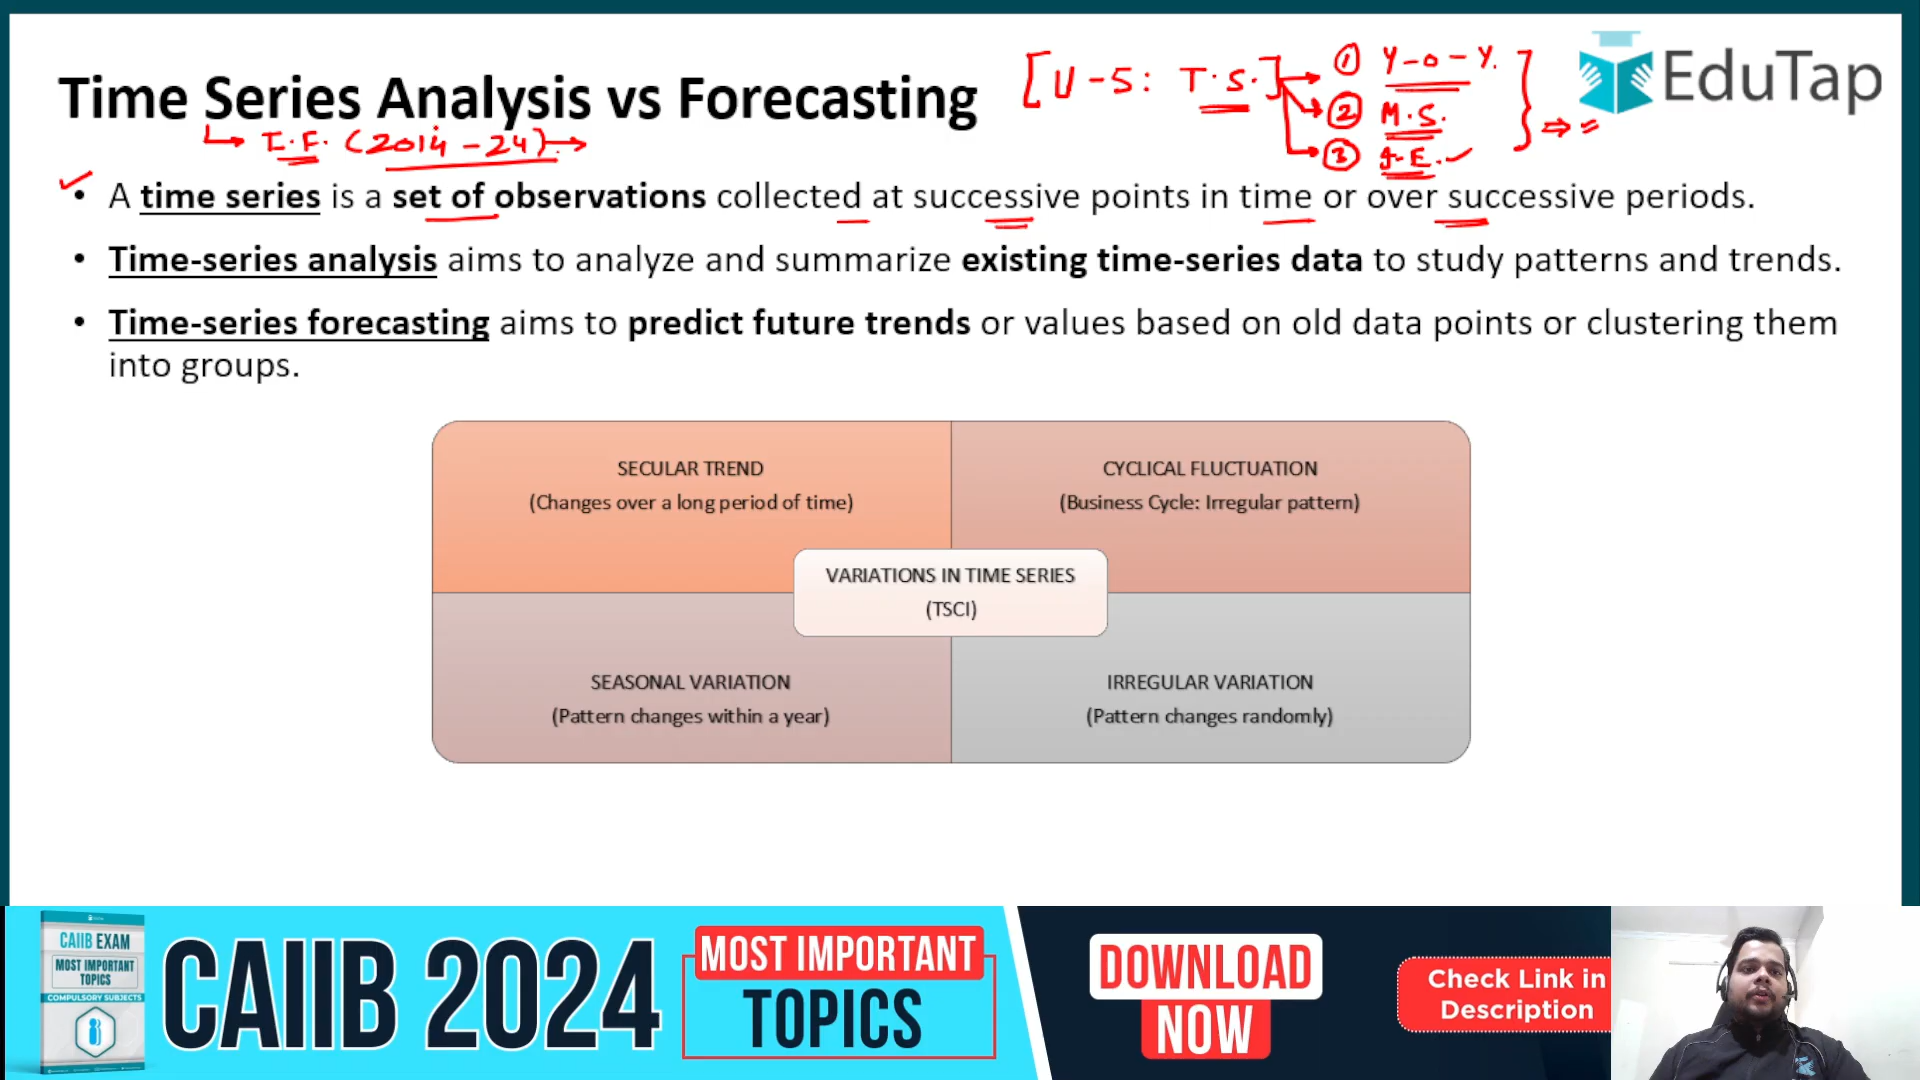 Time Series Analysis vs Forecasting
[U-5: T.S.]
① Y-O-Y.
② M.S.
③
EduTap
(2014-24)
• A time series is a set of observations collected at successive points in time or over successive periods.
• Time-series analysis aims to analyze and summarize existing time-series data to study patterns and trends.
• Time-series forecasting aims to predict future trends or values based on old data points or clustering them
into groups.
SECULAR TREND
(Changes over a long period of time)
CYCLICAL FLUCTUATION
(Business Cycle: Irregular pattern)
VARIATIONS IN TIME SERIES
(TSCI)
SEASONAL VARIATION
(Pattern changes within a year)
IRREGULAR VARIATION
(Pattern changes randomly)
CAIIB EXAM
MOST IMPORTANT
TOPICS
COMPULSORY SUBJECTS
CAIIB 2024
MOST IMPORTANT
TOPICS
DOWNLOAD
NOW
Check Link in
Description